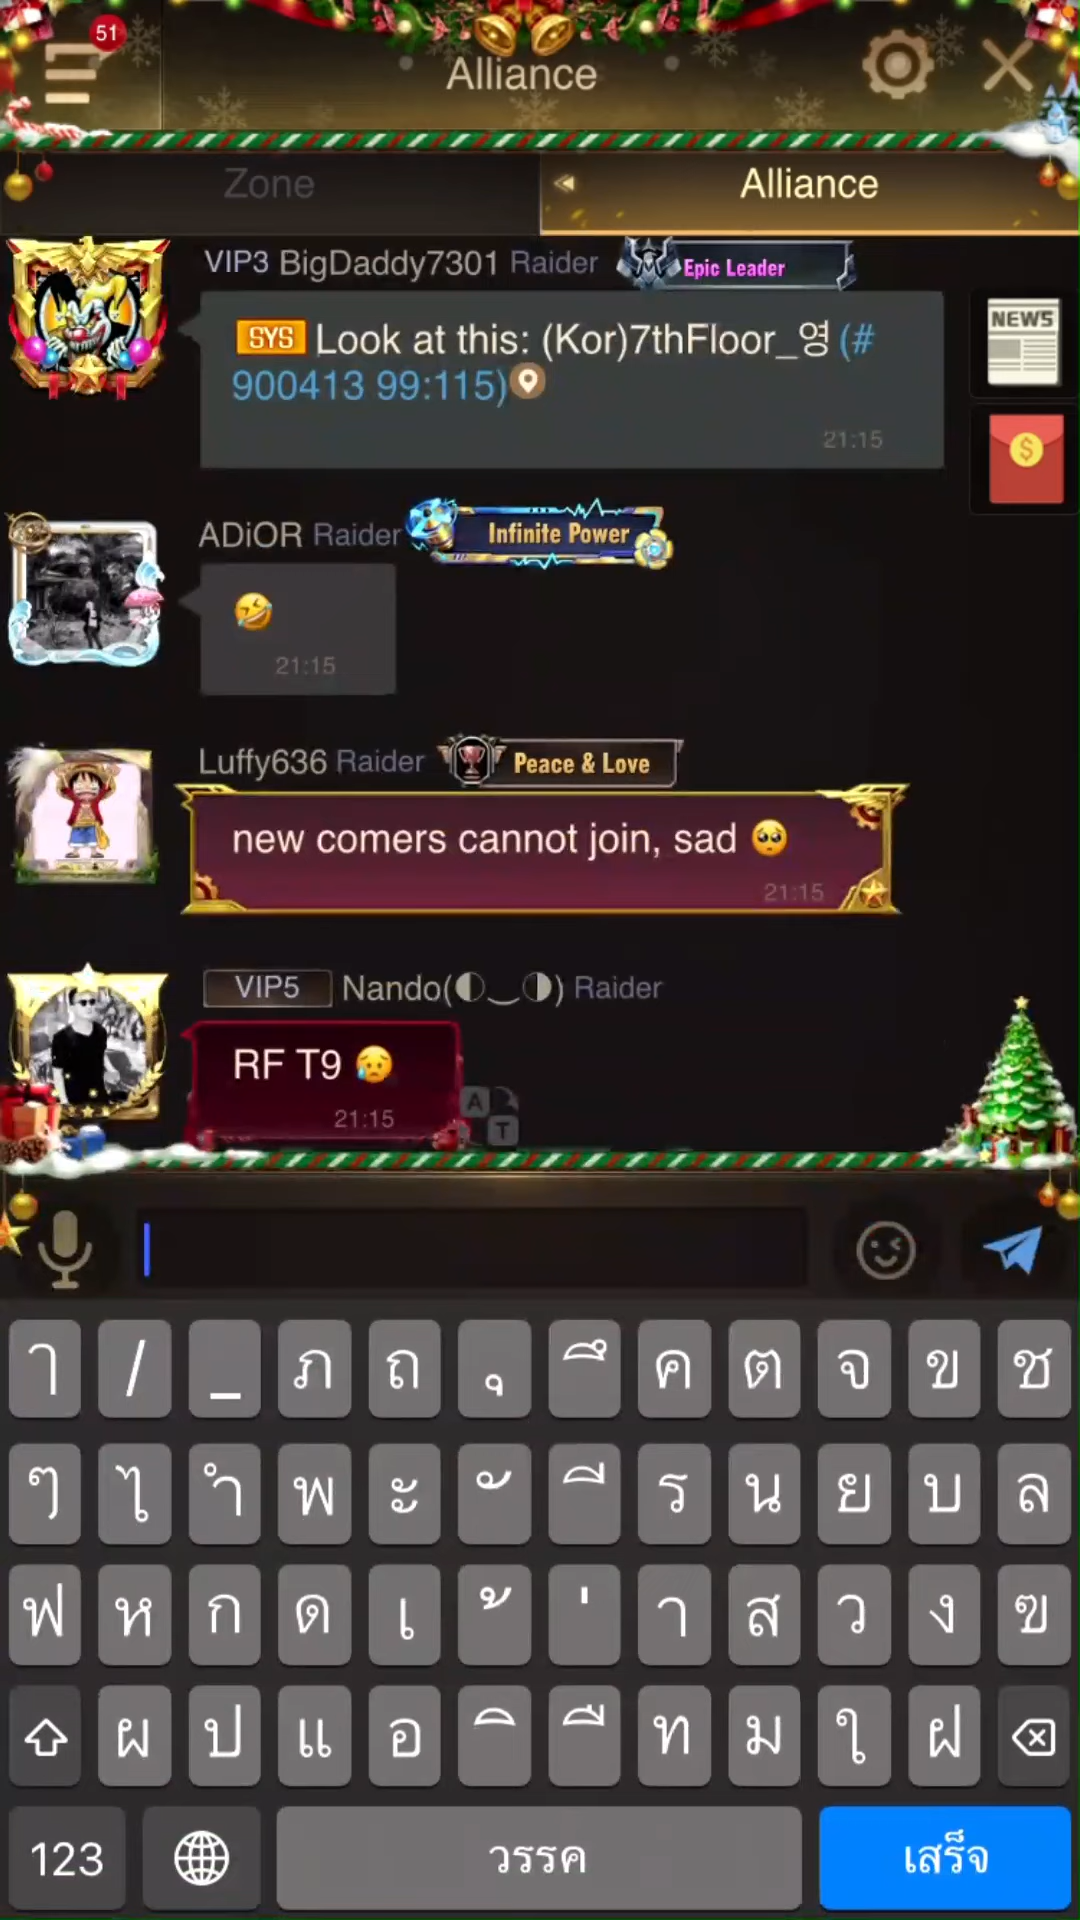 51
Alliance
Zone
Alliance
VIP3 BigDaddy7301 Raider Epic Leader
SYS Look at this: (Kor)7thFloor_영(#
900413 99:115)
21:15
NEWS
$
ADiOR Raider Infinite Power
🤣
21:15
Luffy636 Raider Peace & Love
new comers cannot join, sad 🥺
21:15
VIP5 Nando(◐‿◑) Raider
RF T9 😥
21:15
A
T
ๅ / _ ภ ถ ุ ึ ค ต จ ข ช
ๆ ไ ำ พ ะ ั ี ร น ย บ ล
ฟ ห ก ด เ ้ ่ า ส ว ง ฃ
ผ ป แ อ ิ ื ท ม ใ ฝ
123 วรรค เสร็จ